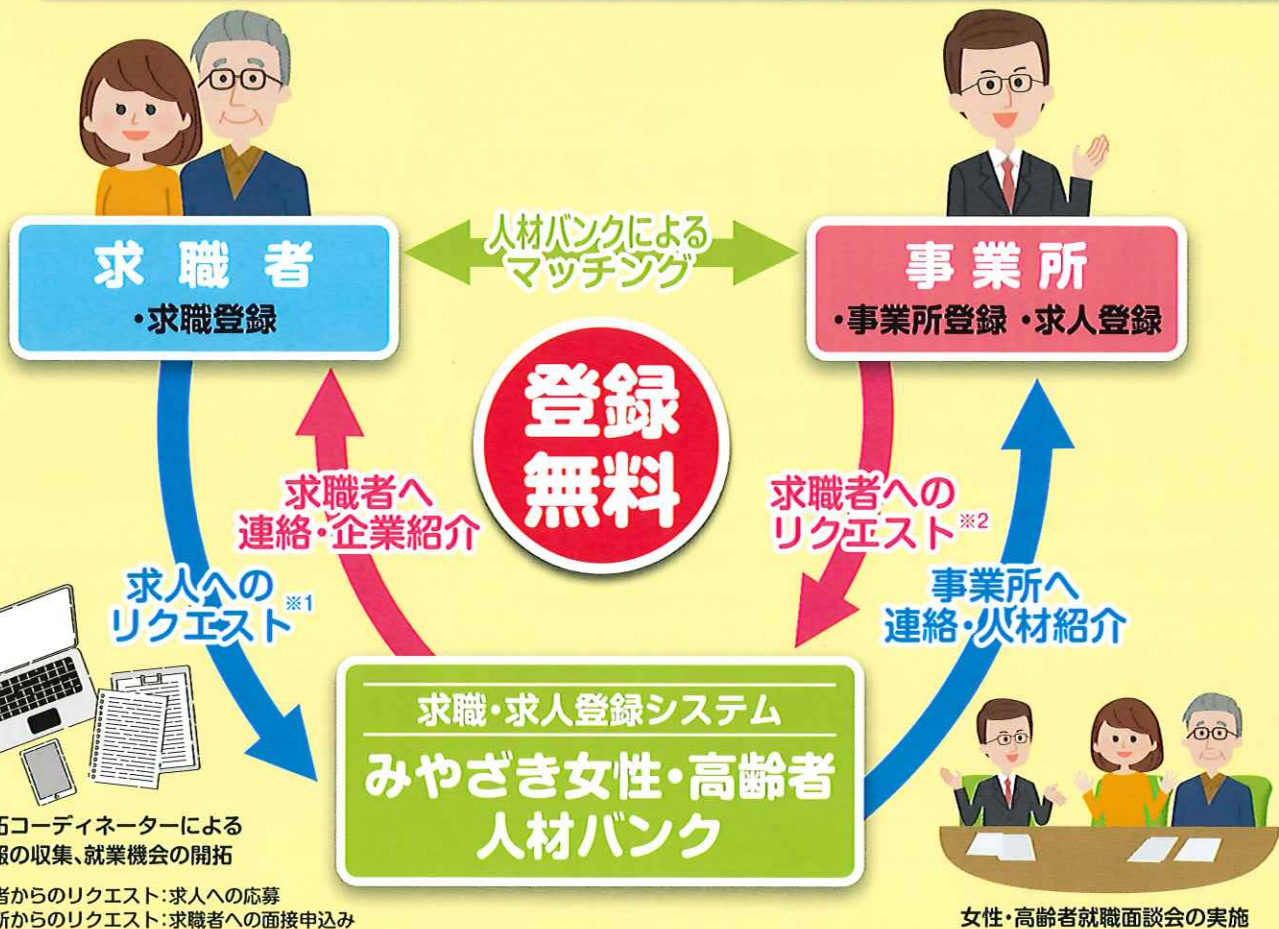 求職者
・求職登録
人材バンクによる
マッチング
事業所
・事業所登録 ・求人登録
登録
無料
求職者へ
連絡・企業紹介
求職者への
リクエスト※2
求人への
リクエスト※1
事業所へ
連絡・人材紹介
求職・求人登録システム
みやざき女性・高齢者
人材バンク
拓コーディネーターによる
報の収集、就業機会の開拓
者からのリクエスト：求人への応募
所からのリクエスト：求職者への面接申込み
女性・高齢者就職面談会の実施